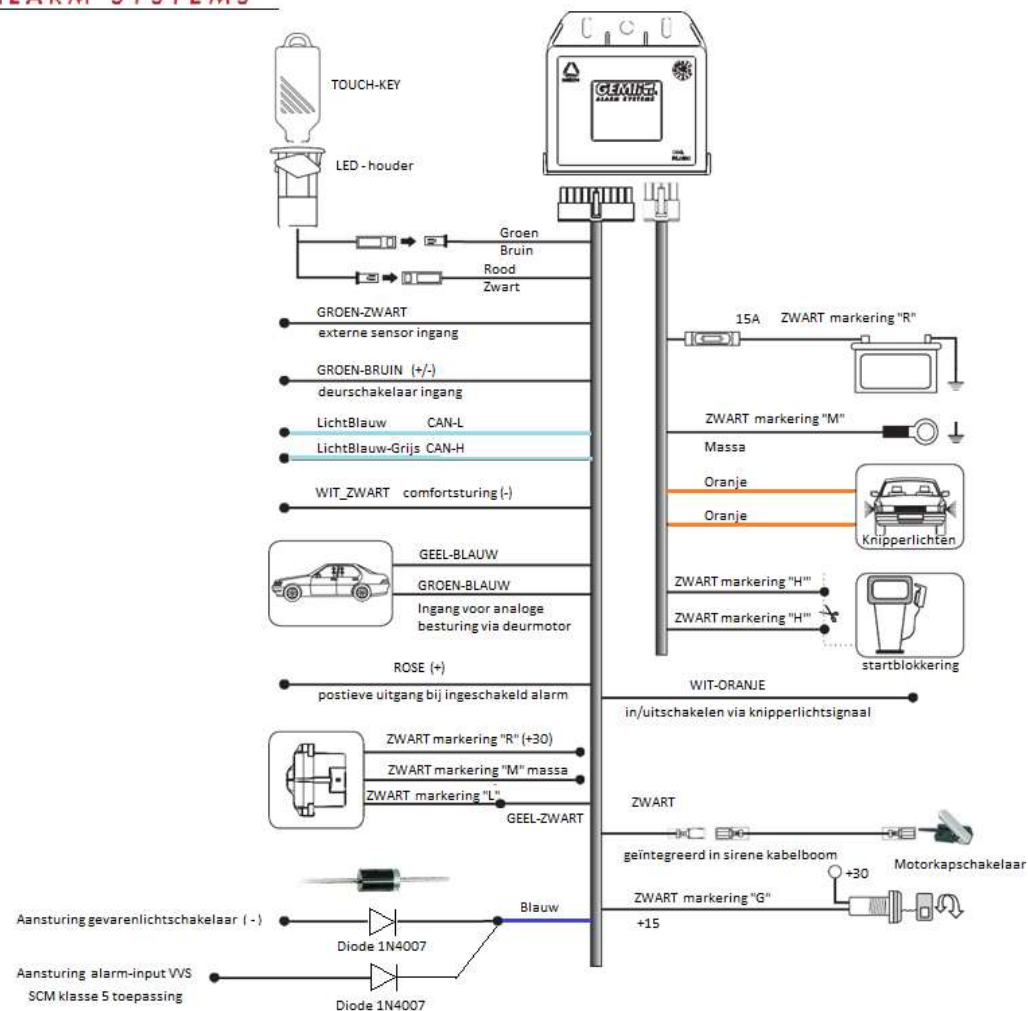 ALARM SYSTEMS
TOUCH-KEY
LED - houder
GEMINI
ALARM SYSTEMS
Groen
Bruin
Rood
Zwart
GROEN-ZWART
externe sensor ingang
GROEN-BRUIN (+/-)
deurschakelaar ingang
LichtBlauw CAN-L
LichtBlauw-Grijs CAN-H
WIT_ZWART comfortsturing (-)
GEEL-BLAUW
GROEN-BLAUW
Ingang voor analoge
besturing via deurmotor
ROSE (+)
postieve uitgang bij ingeschakeld alarm
ZWART markering "R" (+30)
ZWART markering "M" massa
ZWART markering "L"
GEEL-ZWART
Blauw
Aansturing gevarenlichtschakelaar ( - )
Diode 1N4007
Aansturing alarm-input VVS
SCM klasse 5 toepassing
Diode 1N4007
15A ZWART markering "R"
ZWART markering "M"
Massa
Oranje
Oranje
Knipperlichten
ZWART markering "H"'
ZWART markering "H"'
startblokkering
WIT-ORANJE
in/uitschakelen via knipperlichtsignaal
ZWART
geïntegreerd in sirene kabelboom
Motorkapschakelaar
+30
ZWART markering "G"
+15